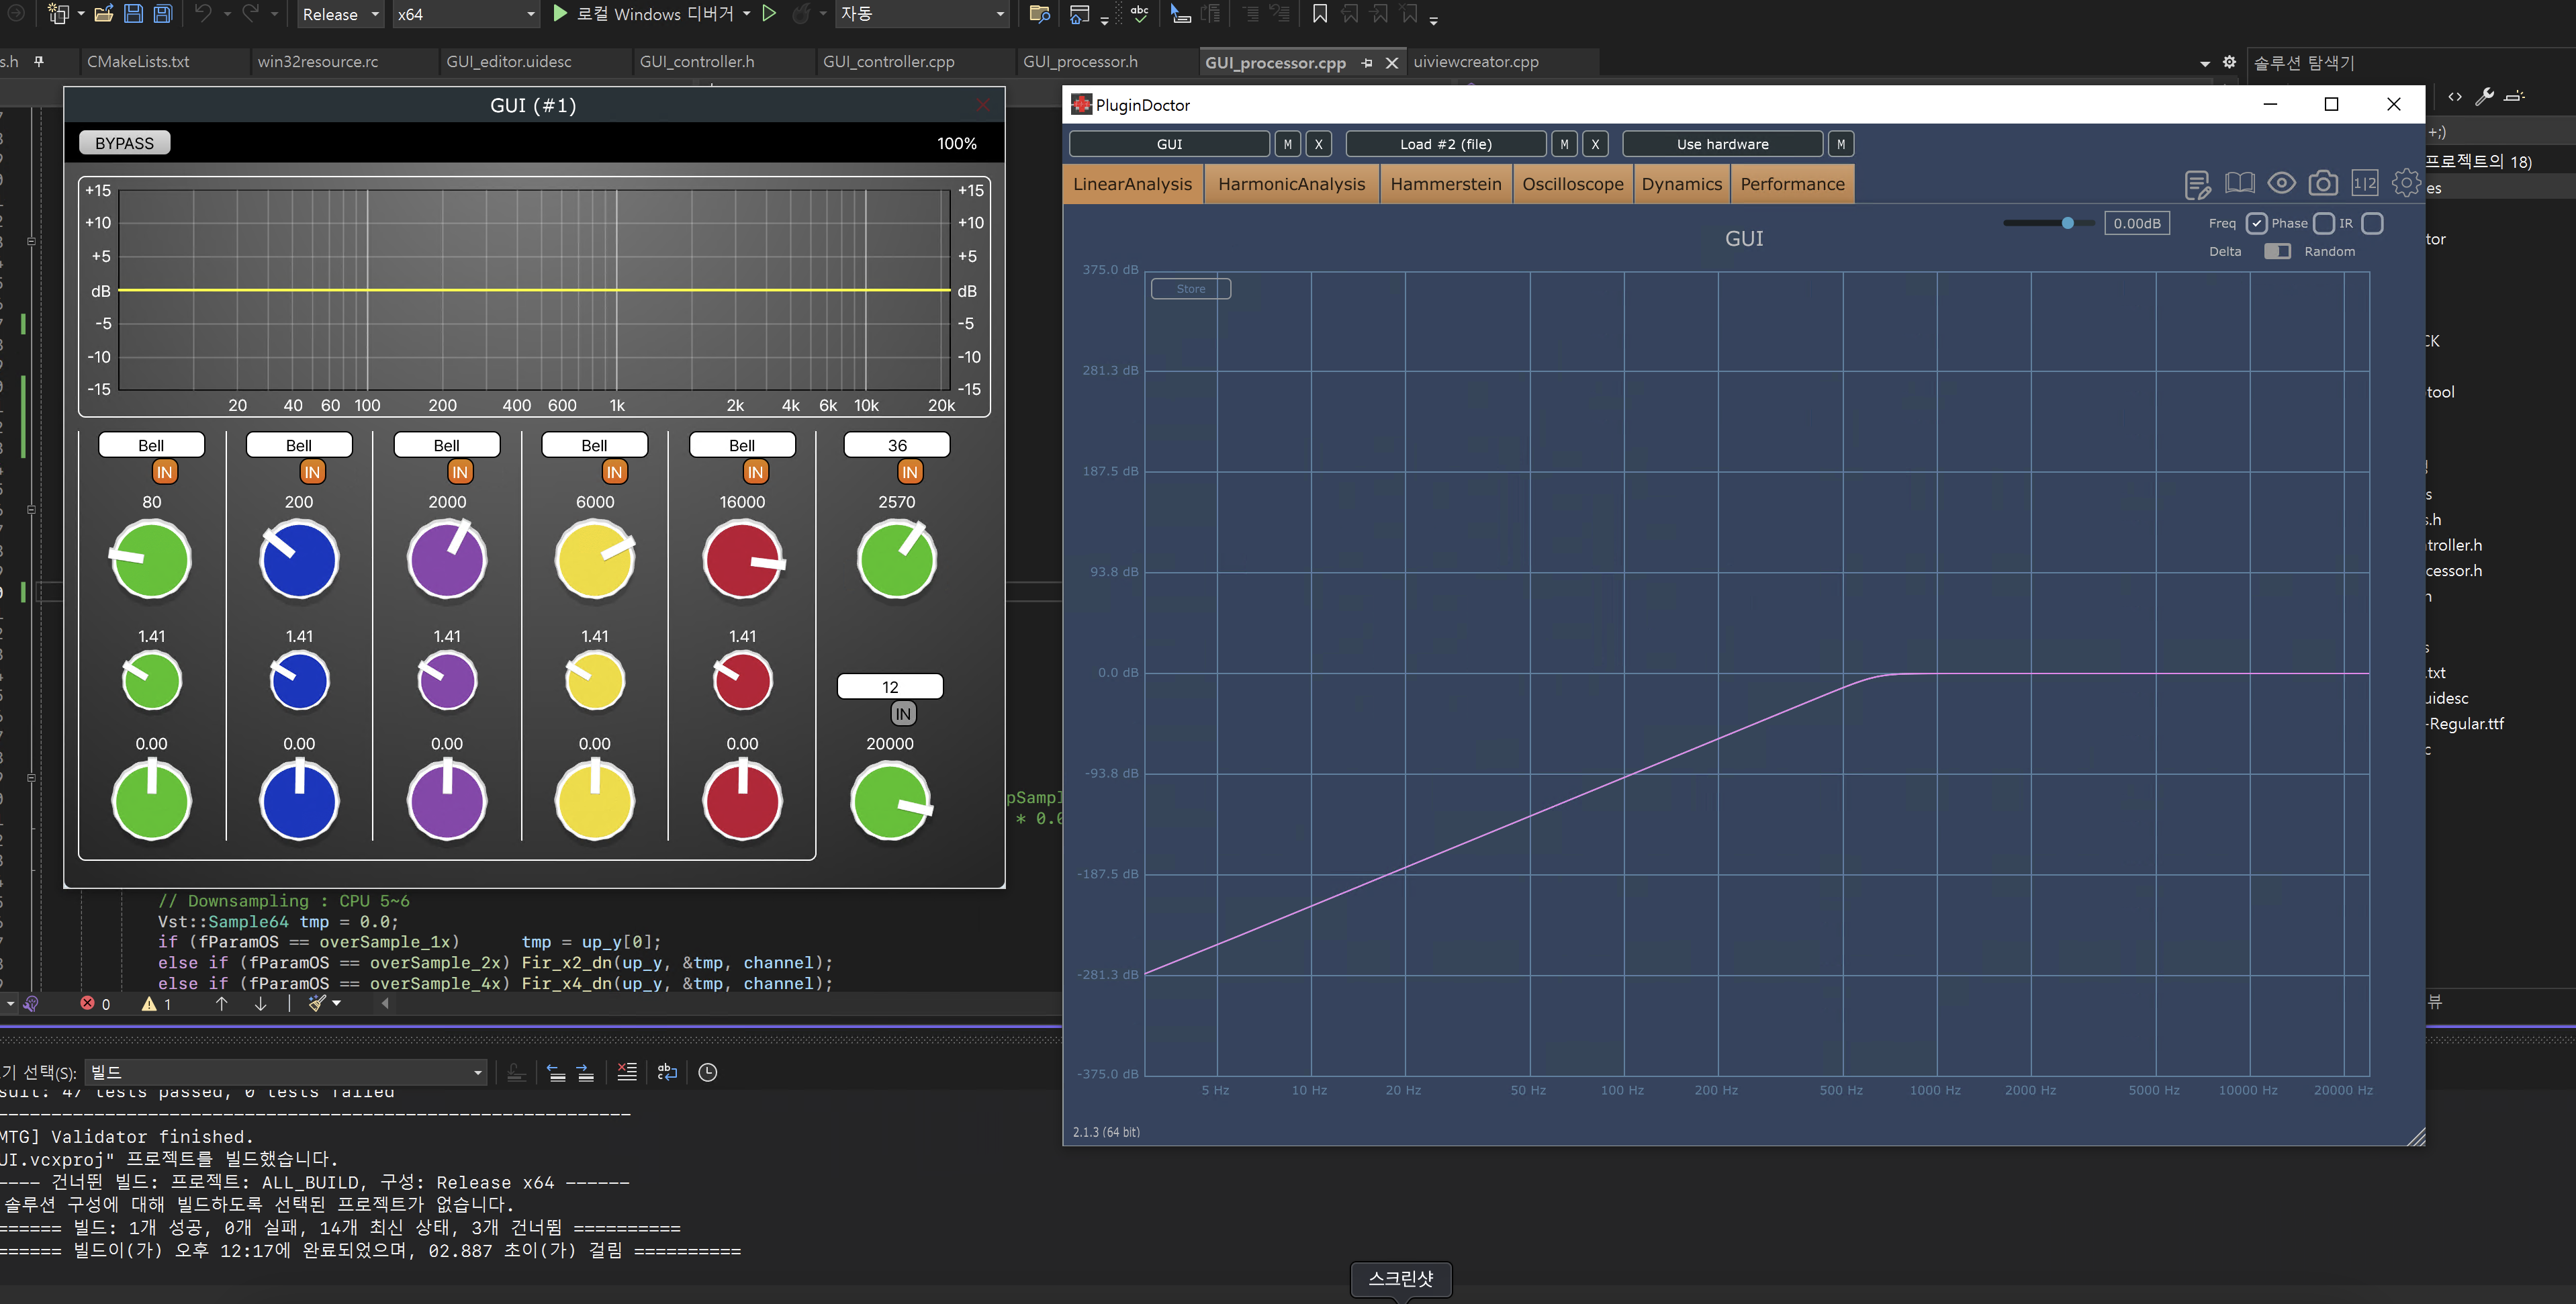 Release
x64
로컬 Windows 디버거
자동
abc
s.h
CMakeLists.txt
win32resource.rc
GUI_editor.uidesc
GUI_controller.h
GUI_controller.cpp
GUI_processor.h
GUI_processor.cpp
uiviewcreator.cpp
솔루션 탐색기
GUI (#1)
BYPASS
100%
+15
+15
+10
+10
+5
+5
dB
dB
-5
-5
-10
-10
-15
-15
20 40 60 100 200 400 600 1k 2k 4k 6k 10k 20k
Bell Bell Bell Bell Bell 36
IN IN IN IN IN IN
80 200 2000 6000 16000 2570
1.41 1.41 1.41 1.41 1.41
12
IN
0.00 0.00 0.00 0.00 0.00 20000
PluginDoctor
GUI M X Load #2 (file) M X Use hardware M
LinearAnalysis HarmonicAnalysis Hammerstein Oscilloscope Dynamics Performance
1|2
0.00dB
Freq Phase IR
Delta Random
GUI
Store
375.0 dB
281.3 dB
187.5 dB
93.8 dB
0.0 dB
-93.8 dB
-187.5 dB
-281.3 dB
-375.0 dB
5 Hz 10 Hz 20 Hz 50 Hz 100 Hz 200 Hz 500 Hz 1000 Hz 2000 Hz 5000 Hz 10000 Hz 20000 Hz
2.1.3 (64 bit)
+;)
프로젝트의 18)
es
tor
CK
tool
s
s.h
troller.h
cessor.h
s
.txt
uidesc
-Regular.ttf
c
뷰
pSampl
* 0.0
// Downsampling : CPU 5~6
Vst::Sample64 tmp = 0.0;
if (fParamOS == overSample_1x) tmp = up_y[0];
else if (fParamOS == overSample_2x) Fir_x2_dn(up_y, &tmp, channel);
else if (fParamOS == overSample_4x) Fir_x4_dn(up_y, &tmp, channel);
0
1
기 선택(S):
빌드
sult: 47 tests passed, 0 tests failed
-------------------------------------------------------------
MTG] Validator finished.
UI.vcxproj" 프로젝트를 빌드했습니다.
---- 건너뛴 빌드: 프로젝트: ALL_BUILD, 구성: Release x64 ------
솔루션 구성에 대해 빌드하도록 선택된 프로젝트가 없습니다.
====== 빌드: 1개 성공, 0개 실패, 14개 최신 상태, 3개 건너뜀 ==========
====== 빌드이(가) 오후 12:17에 완료되었으며, 02.887 초이(가) 걸림 ==========
스크린샷